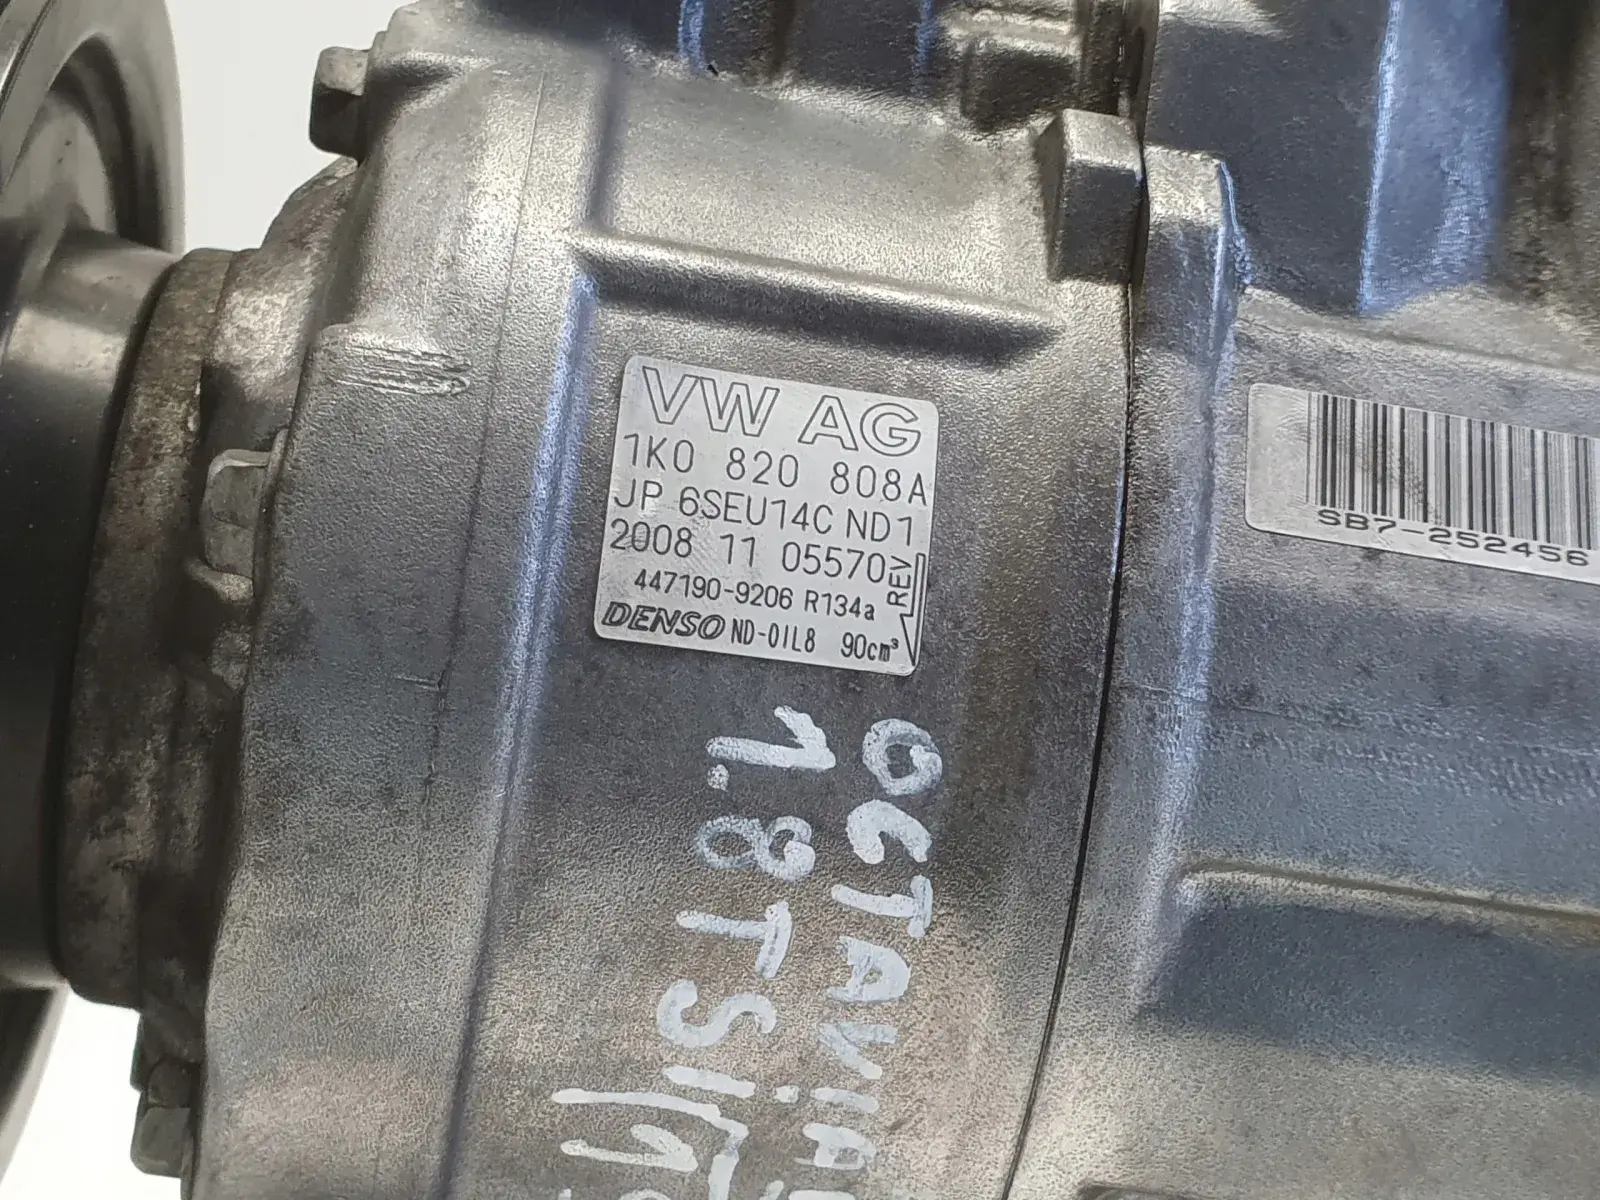 VW AG
1K0 820 808A
JP 6SEU14C ND1
2008 11 05570
REV
447190-9206 R134a
DENSO ND-OIL8 90cm³
SB7-252456
OCTAVIA
1.8TSI